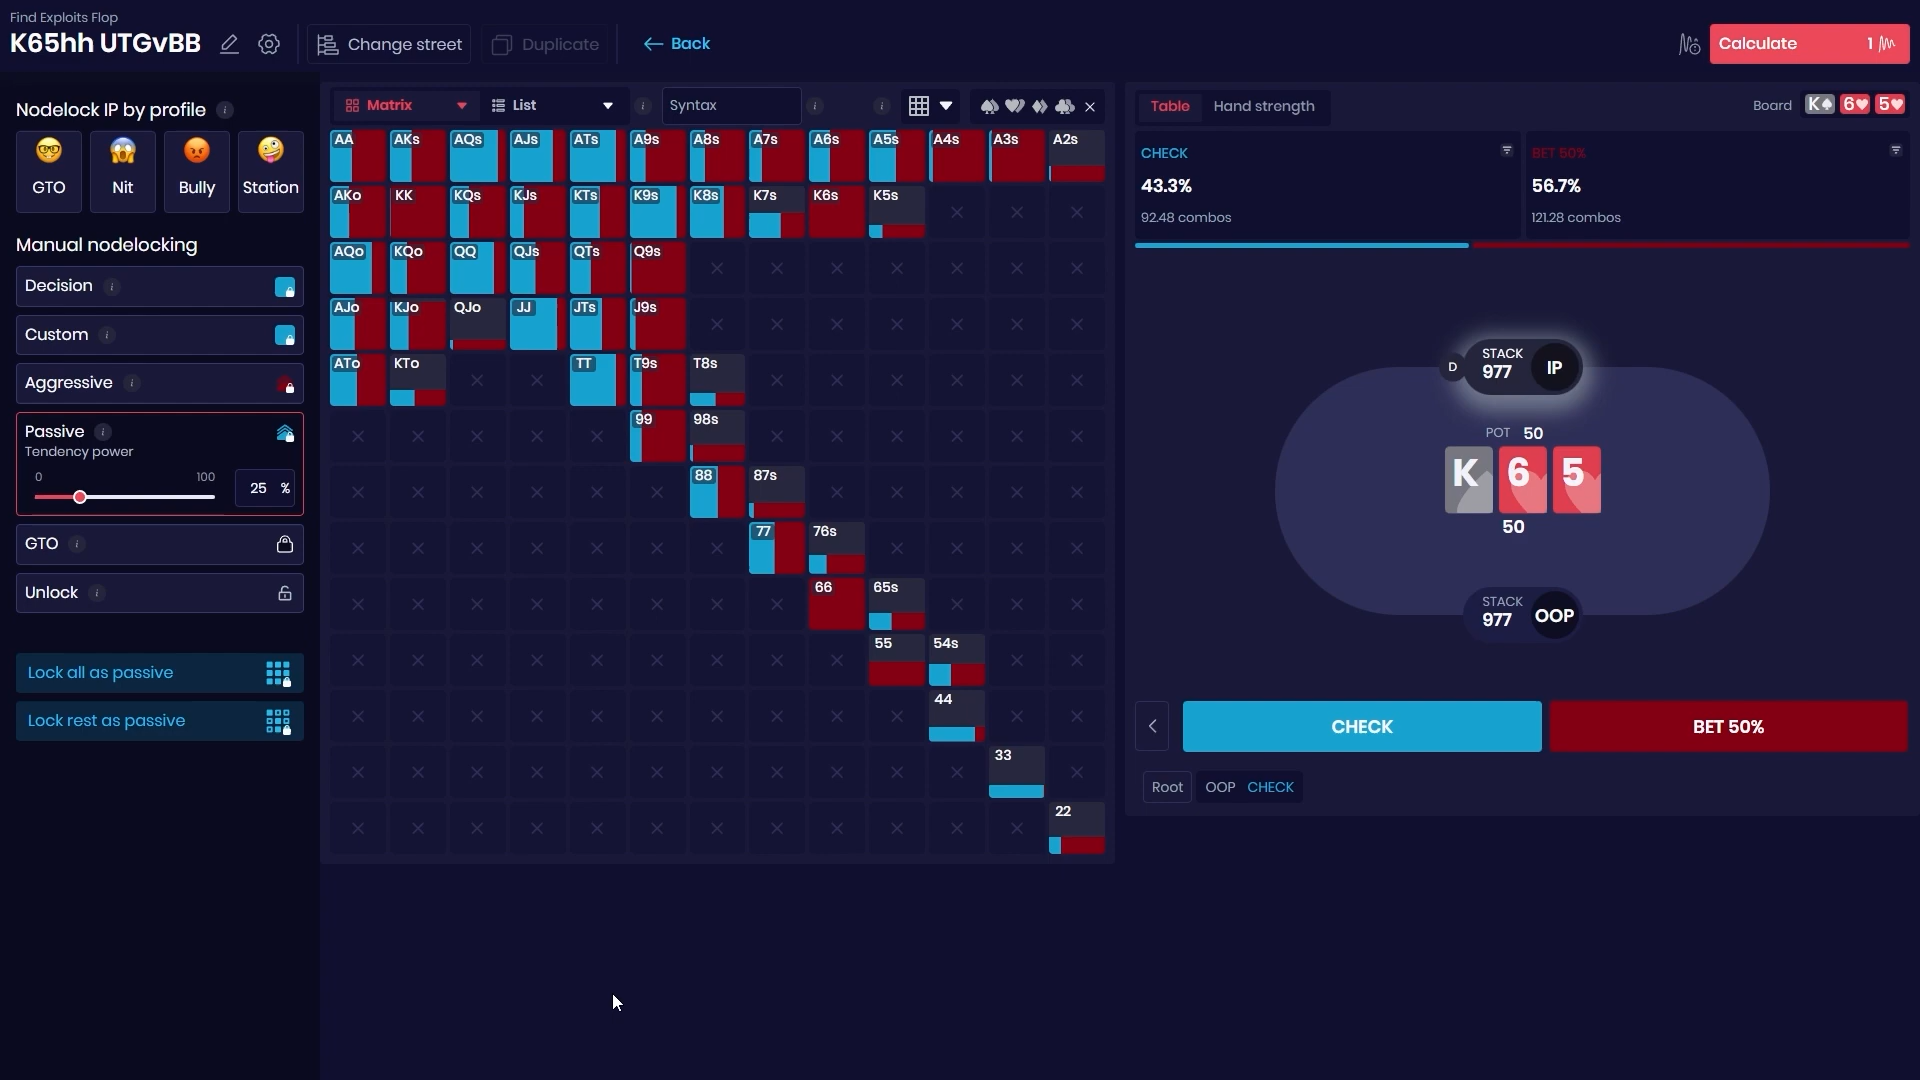 Find Exploits Flop
K65hh UTGvBB
Change street
Duplicate
Back
Calculate 1
Nodelock IP by profile
GTO Nit Bully Station
Manual nodelocking
Decision
Custom
Aggressive
Passive
Tendency power
0 100
25 %
GTO
Unlock
Lock all as passive
Lock rest as passive
Matrix List Syntax
AA AKs AQs AJs ATs A9s A8s A7s A6s A5s A4s A3s A2s
AKo KK KQs KJs KTs K9s K8s K7s K6s K5s
AQo KQo QQ QJs QTs Q9s
AJo KJo QJo JJ JTs J9s
ATo KTo TT T9s T8s
99 98s
88 87s
77 76s
66 65s
55 54s
44
33
22
Table Hand strength
Board K♠ 6♥ 5♥
CHECK
43.3%
92.48 combos
BET 50%
56.7%
121.28 combos
D STACK 977 IP
POT 50
K 6 5
50
STACK 977 OOP
CHECK
BET 50%
Root OOP CHECK